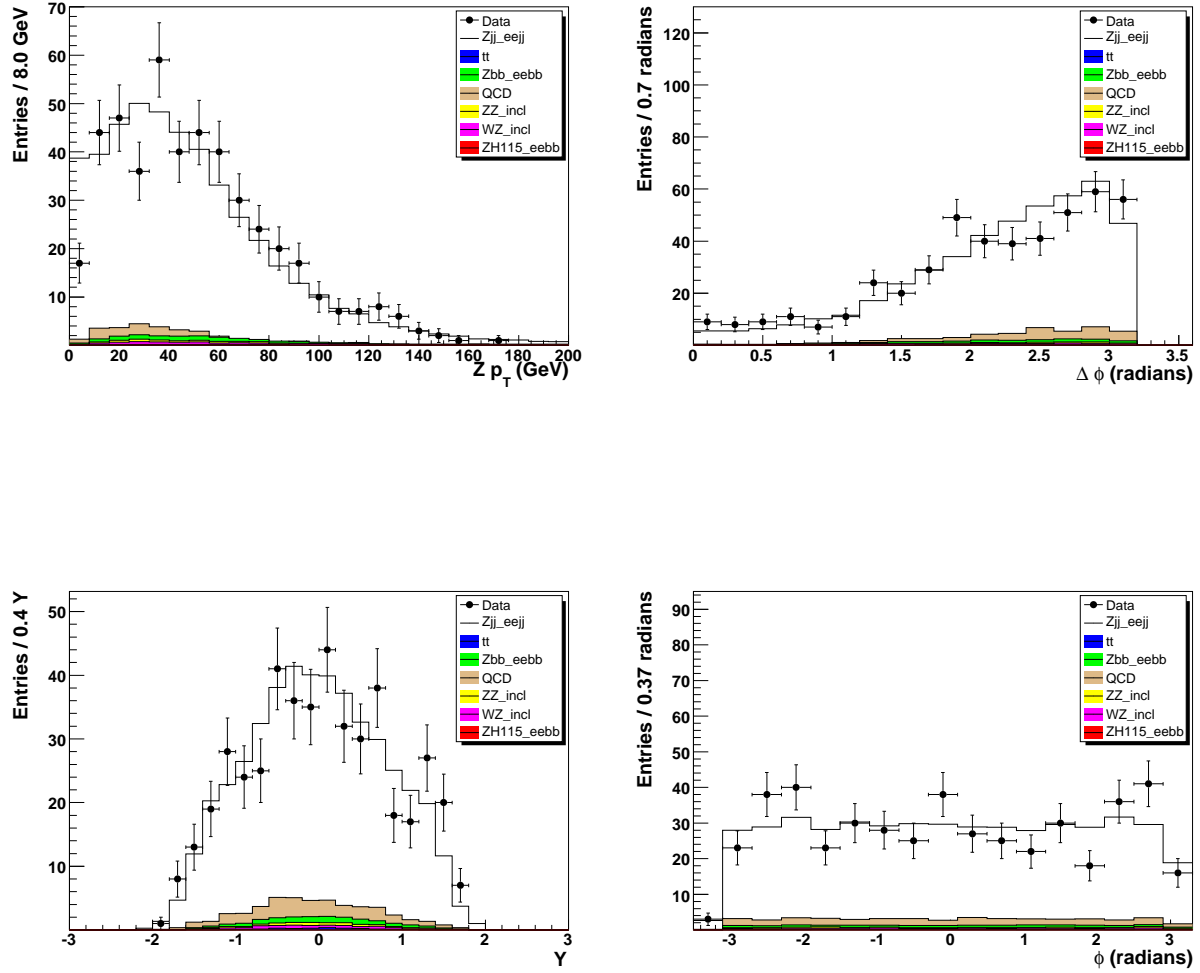 Entries / 8.0 GeV
70
60
50
40
30
20
10
0 20 40 60 80 100 120 140 160 180 200
Z p_T (GeV)
Data
Zjj_eejj
tt
Zbb_eebb
QCD
ZZ_incl
WZ_incl
ZH115_eebb
Entries / 0.7 radians
120
100
80
60
40
20
0 0.5 1 1.5 2 2.5 3 3.5
Δ ϕ (radians)
Data
Zjj_eejj
tt
Zbb_eebb
QCD
ZZ_incl
WZ_incl
ZH115_eebb
Entries / 0.4 Y
50
40
30
20
10
-3 -2 -1 0 1 2 3
Y
Data
Zjj_eejj
tt
Zbb_eebb
QCD
ZZ_incl
WZ_incl
ZH115_eebb
Entries / 0.37 radians
90
80
70
60
50
40
30
20
10
-3 -2 -1 0 1 2 3
ϕ (radians)
Data
Zjj_eejj
tt
Zbb_eebb
QCD
ZZ_incl
WZ_incl
ZH115_eebb